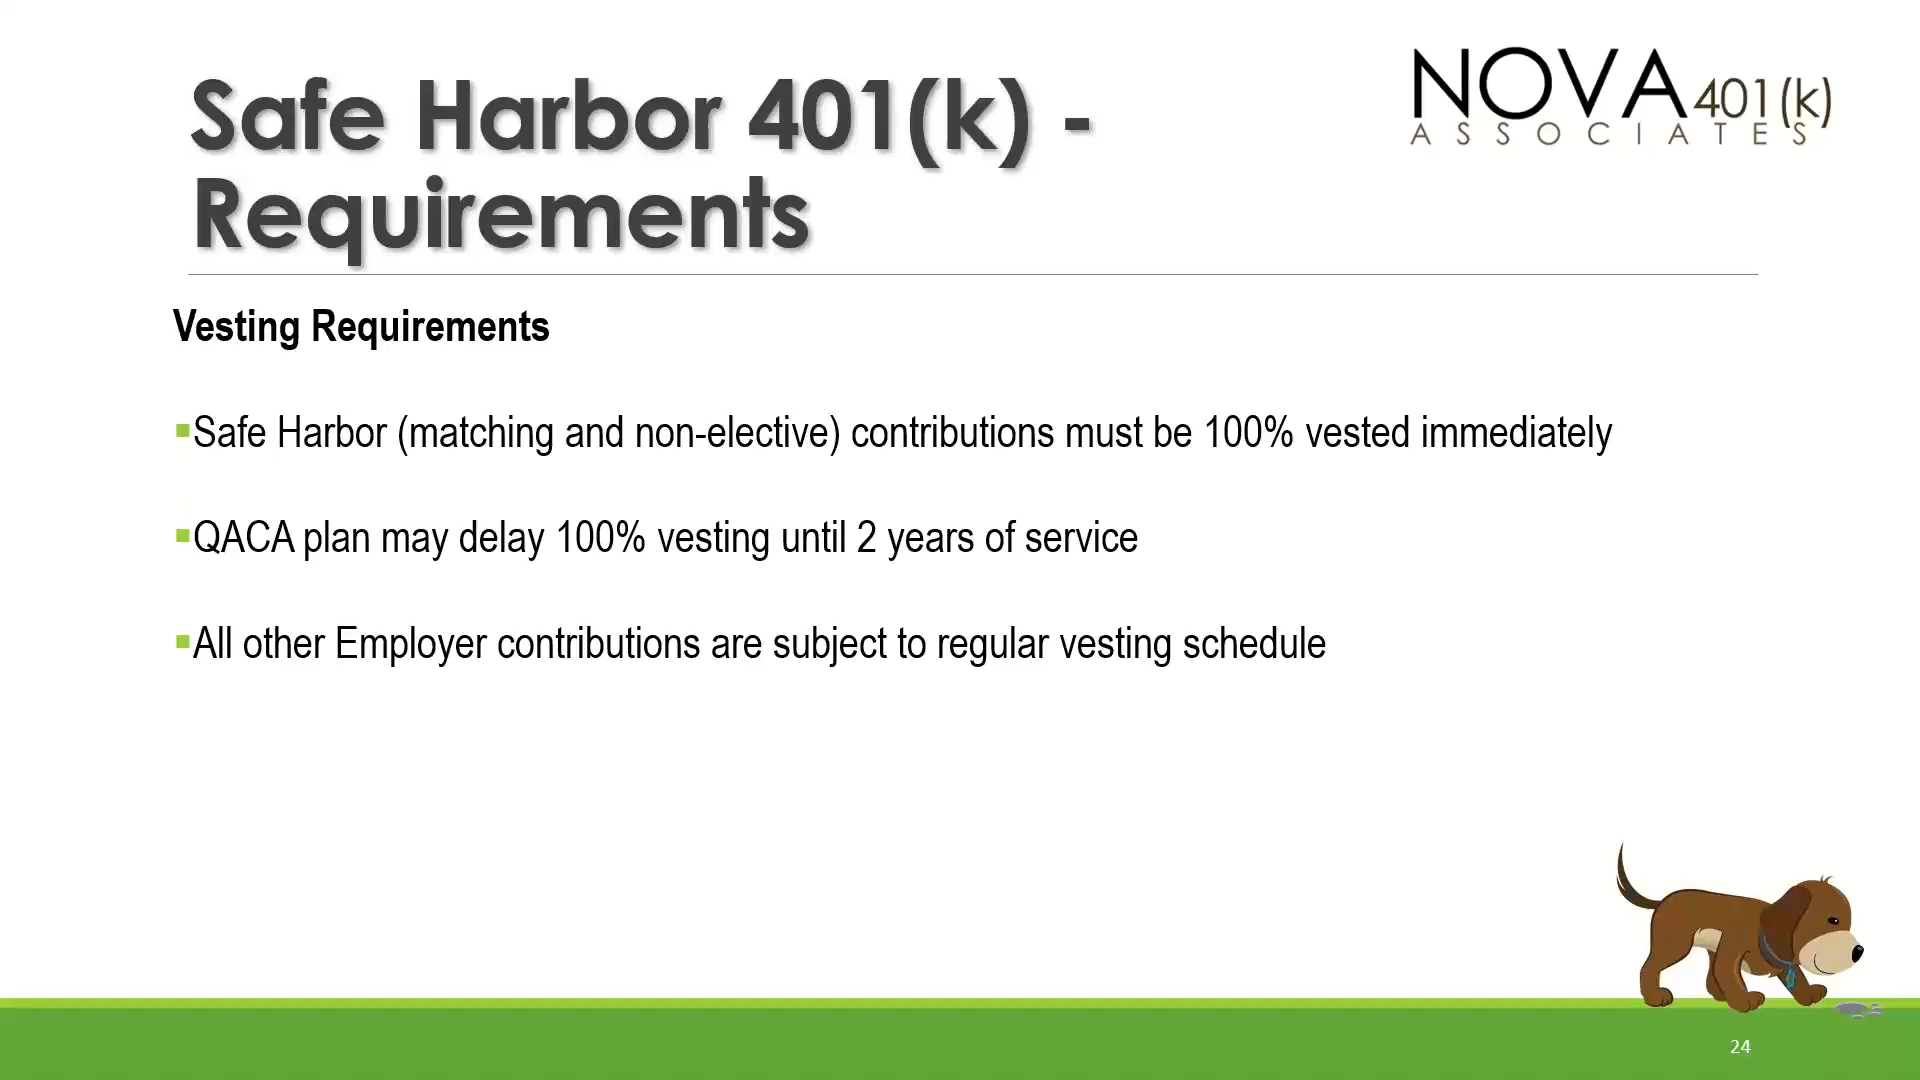 Safe Harbor 401(k) -
Requirements
NOVA 401(k)
ASSOCIATES
Vesting Requirements
▪Safe Harbor (matching and non-elective) contributions must be 100% vested immediately
▪QACA plan may delay 100% vesting until 2 years of service
▪All other Employer contributions are subject to regular vesting schedule
24